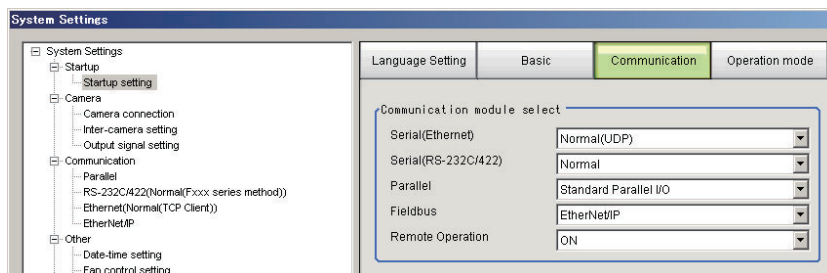 System Settings
System Settings
Startup
Startup setting
Camera
Camera connection
Inter-camera setting
Output signal setting
Communication
Parallel
RS-232C/422(Normal(Fxxx series method))
Ethernet(Normal(TCP Client))
EtherNet/IP
Other
Date-time setting
Fan control setting
Language Setting
Basic
Communication
Operation mode
Communication module select
Serial(Ethernet) Normal(UDP)
Serial(RS-232C/422) Normal
Parallel Standard Parallel I/O
Fieldbus EtherNet/IP
Remote Operation ON